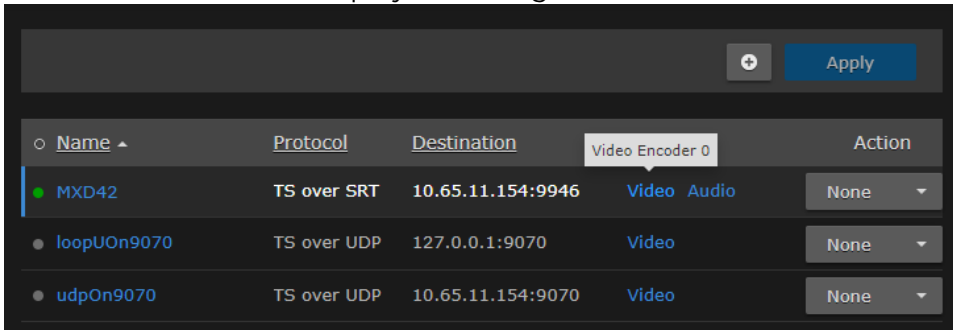 Apply
Name Protocol Destination Video Encoder 0 Action
MXD42 TS over SRT 10.65.11.154:9946 Video Audio None
loopUOn9070 TS over UDP 127.0.0.1:9070 Video None
udpOn9070 TS over UDP 10.65.11.154:9070 Video None